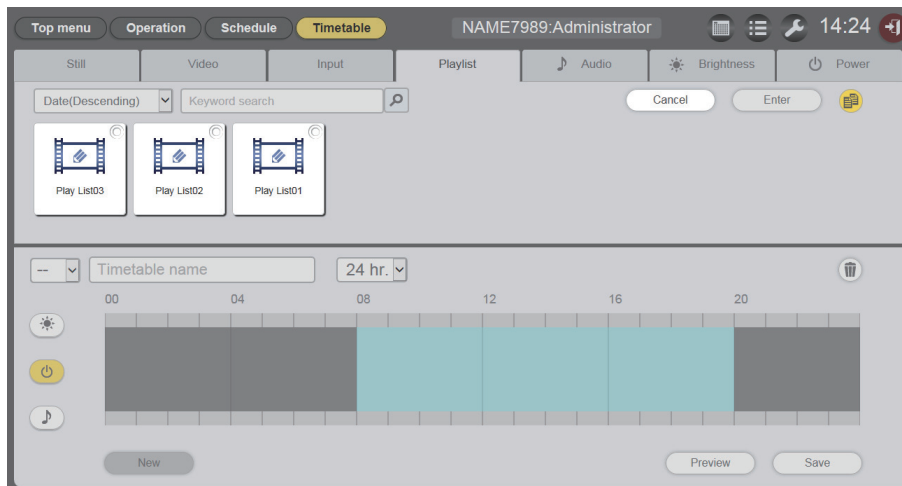 Top menu Operation Schedule Timetable NAME7989:Administrator 14:24
Still Video Input Playlist Audio Brightness Power
Date(Descending) Keyword search Cancel Enter
Play List03 Play List02 Play List01
-- Timetable name 24 hr.
00 04 08 12 16 20
New Preview Save